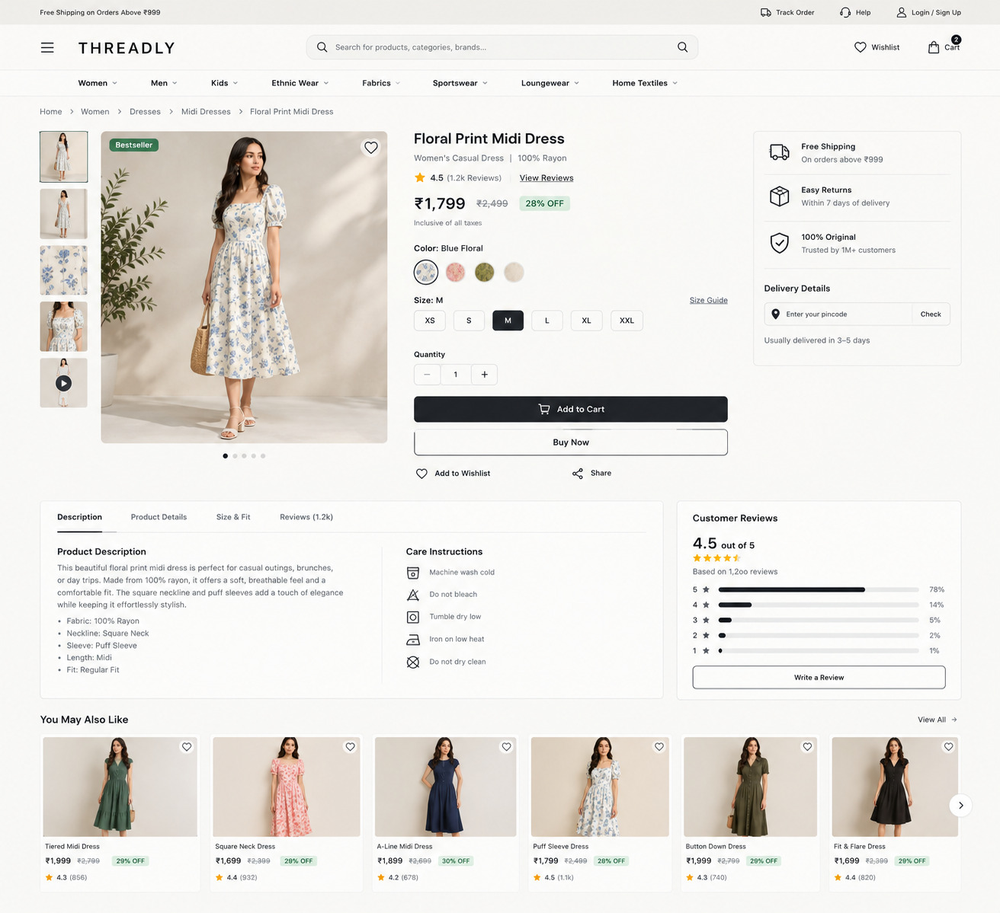 Free Shipping on Orders Above ₹999
Track Order
Help
Login / Sign Up
THREADLY
Search for products, categories, brands...
Wishlist
2
Cart
Women
Men
Kids
Ethnic Wear
Fabrics
Sportswear
Loungewear
Home Textiles
Home > Women > Dresses > Midi Dresses > Floral Print Midi Dress
Bestseller
Floral Print Midi Dress
Women's Casual Dress | 100% Rayon
4.5 (1.2k Reviews) View Reviews
₹1,799 ₹2,499 28% OFF
Inclusive of all taxes
Color: Blue Floral
Size: M
Size Guide
XS S M L XL XXL
Quantity
− 1 +
Add to Cart
Buy Now
Add to Wishlist
Share
Free Shipping
On orders above ₹999
Easy Returns
Within 7 days of delivery
100% Original
Trusted by 1M+ customers
Delivery Details
Enter your pincode
Check
Usually delivered in 3–5 days
Description
Product Details
Size & Fit
Reviews (1.2k)
Product Description
This beautiful floral print midi dress is perfect for casual outings, brunches,
or day trips. Made from 100% rayon, it offers a soft, breathable feel and a
comfortable fit. The square neckline and puff sleeves add a touch of elegance
while keeping it effortlessly stylish.
• Fabric: 100% Rayon
• Neckline: Square Neck
• Sleeve: Puff Sleeve
• Length: Midi
• Fit: Regular Fit
Care Instructions
Machine wash cold
Do not bleach
Tumble dry low
Iron on low heat
Do not dry clean
Customer Reviews
4.5 out of 5
Based on 1,2oo reviews
5 ★ 78%
4 ★ 14%
3 ★ 5%
2 ★ 2%
1 ★ 1%
Write a Review
You May Also Like
View All →
Tiered Midi Dress
₹1,999 ₹2,799 29% OFF
4.3 (856)
Square Neck Dress
₹1,699 ₹2,399 28% OFF
4.4 (932)
A-Line Midi Dress
₹1,899 ₹2,699 30% OFF
4.2 (678)
Puff Sleeve Dress
₹1,799 ₹2,499 28% OFF
4.5 (1.1k)
Button Down Dress
₹1,999 ₹2,799 29% OFF
4.3 (740)
Fit & Flare Dress
₹1,699 ₹2,399 29% OFF
4.4 (820)